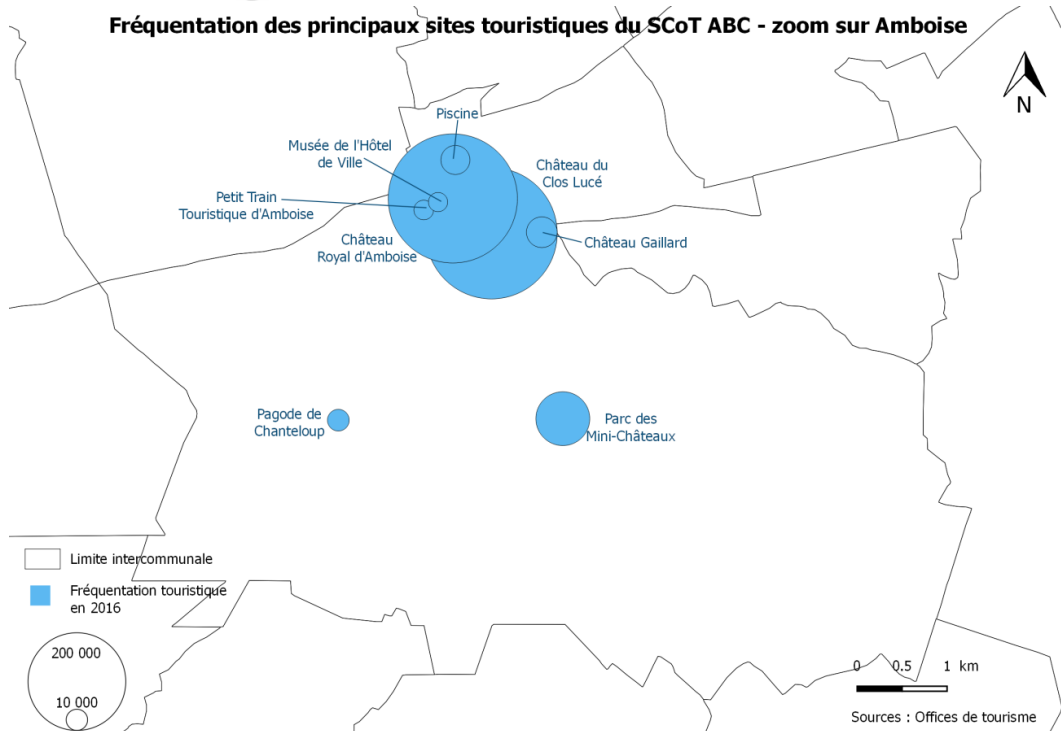 Fréquentation des principaux sites touristiques du SCoT ABC - zoom sur Amboise
N
Piscine
Musée de l'Hôtel
de Ville
Château du
Clos Lucé
Petit Train
Touristique d'Amboise
Château
Royal d'Amboise
Château Gaillard
Pagode de
Chanteloup
Parc des
Mini-Châteaux
Limite intercommunale
Fréquentation touristique
en 2016
200 000
10 000
0 0.5 1 km
Sources : Offices de tourisme